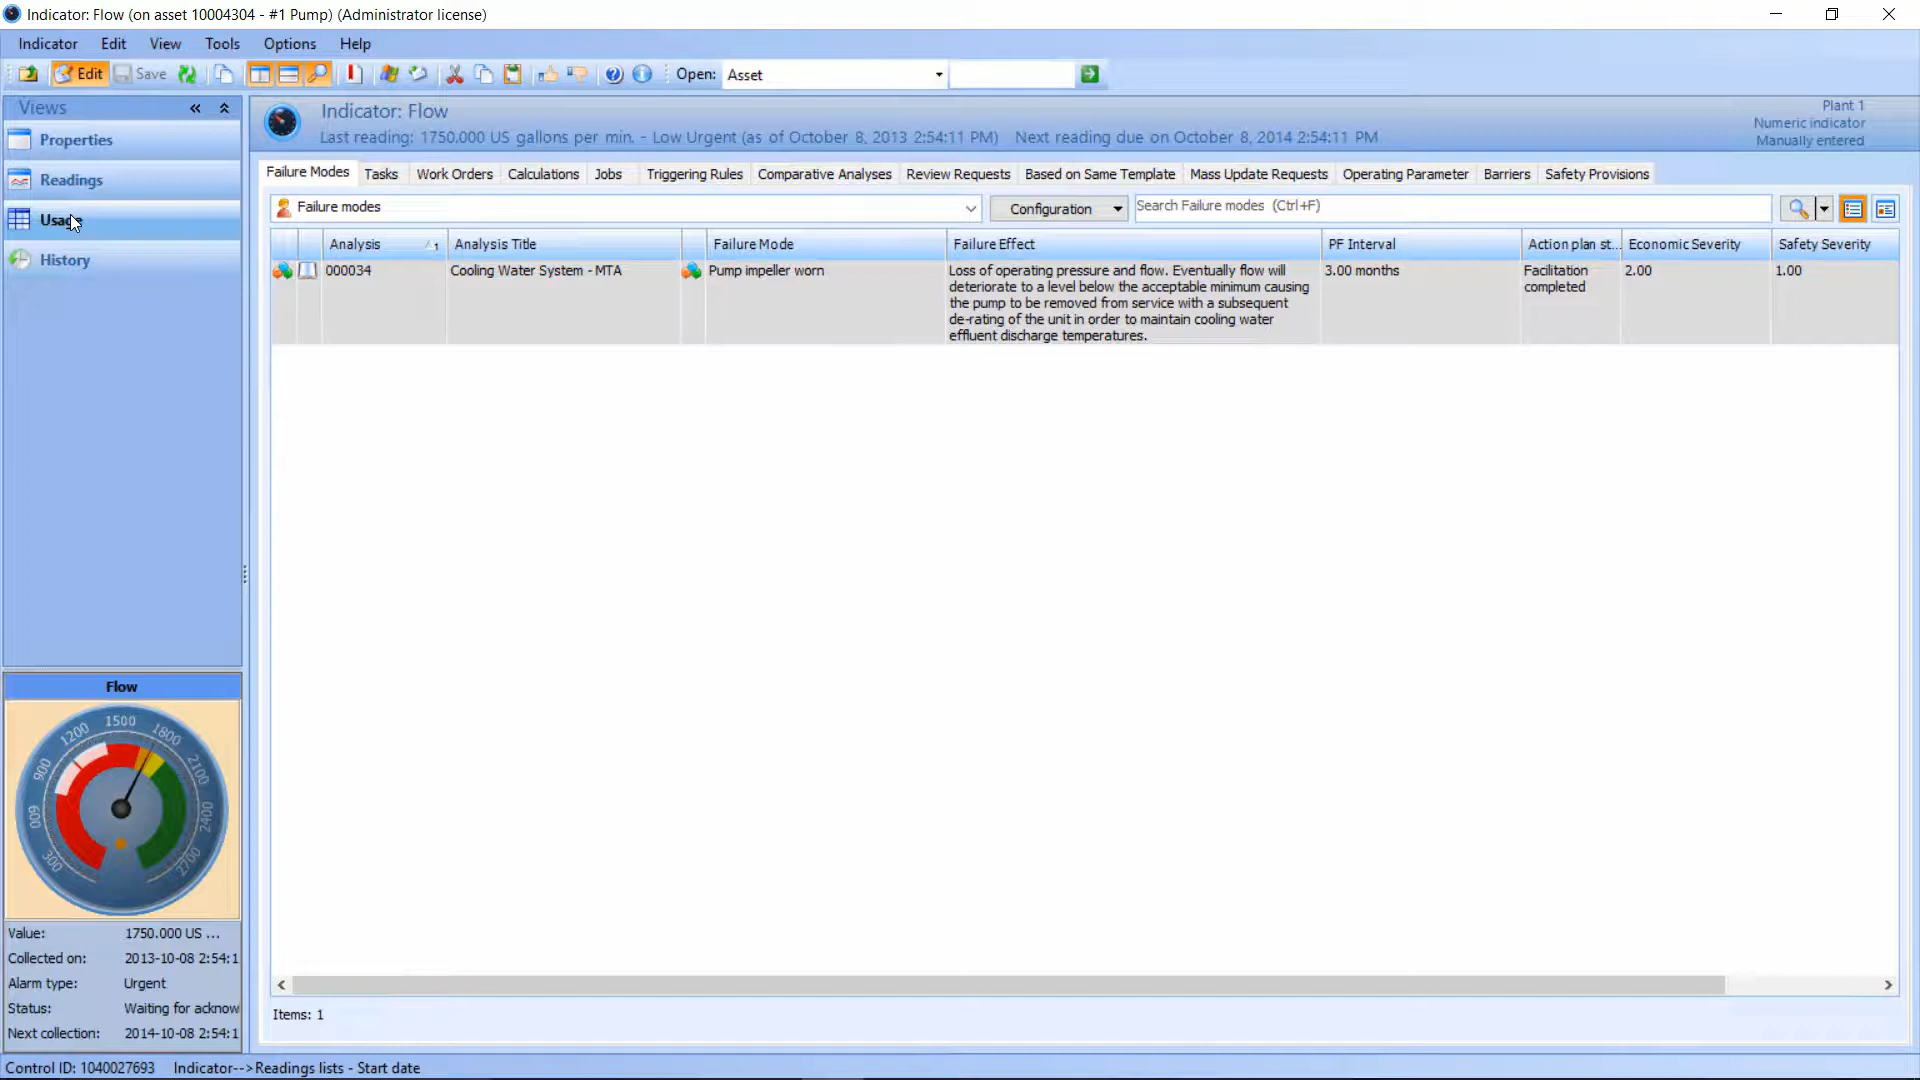 Indicator: Flow (on asset 10004304 - #1 Pump) (Administrator license)
Indicator Edit View Tools Options Help
Edit Save Open: Asset
Views
Properties
Readings
Usage
History
Indicator: Flow
Last reading: 1750.000 US gallons per min. - Low Urgent (as of October 8, 2013 2:54:11 PM) Next reading due on October 8, 2014 2:54:11 PM
Plant 1
Numeric indicator
Manually entered
Failure Modes Tasks Work Orders Calculations Jobs Triggering Rules Comparative Analyses Review Requests Based on Same Template Mass Update Requests Operating Parameter Barriers Safety Provisions
Failure modes Configuration Search Failure modes (Ctrl+F)
Analysis 1 Analysis Title Failure Mode Failure Effect PF Interval Action plan st... Economic Severity Safety Severity
000034 Cooling Water System - MTA Pump impeller worn Loss of operating pressure and flow. Eventually flow will 3.00 months Facilitation 2.00 1.00
deteriorate to a level below the acceptable minimum causing completed
the pump to be removed from service with a subsequent
de-rating of the unit in order to maintain cooling water
effluent discharge temperatures.
Items: 1
Flow
300 600 900 1200 1500 1800 2100 2400 2700
Value: 1750.000 US ...
Collected on: 2013-10-08 2:54:1
Alarm type: Urgent
Status: Waiting for acknow
Next collection: 2014-10-08 2:54:1
Control ID: 1040027693 Indicator-->Readings lists - Start date